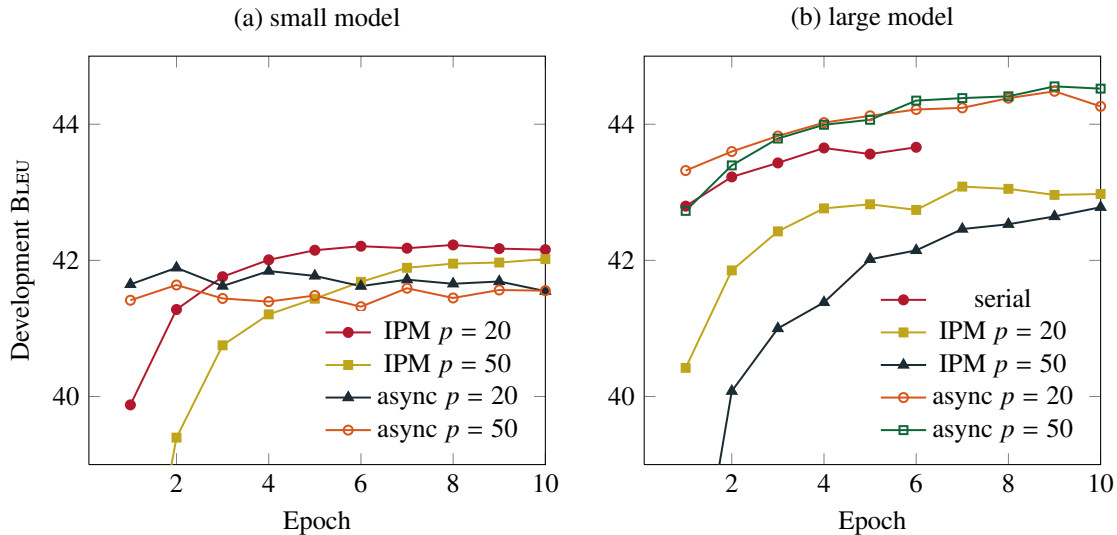 (a) small model
(b) large model
Development BLEU
44
42
40
2 4 6 8 10
Epoch
IPM p = 20
IPM p = 50
async p = 20
async p = 50
44
42
40
2 4 6 8 10
Epoch
serial
IPM p = 20
IPM p = 50
async p = 20
async p = 50